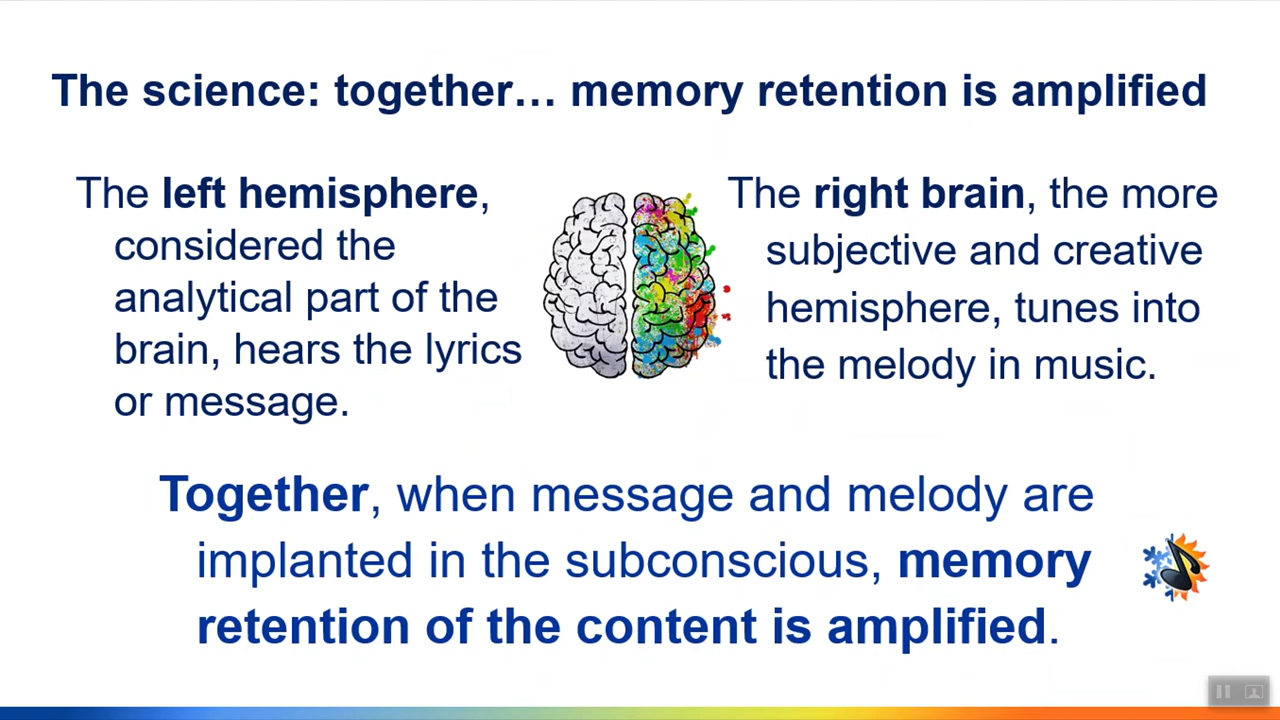 The science: together… memory retention is amplified
The left hemisphere,
considered the
analytical part of the
brain, hears the lyrics
or message.
The right brain, the more
subjective and creative
hemisphere, tunes into
the melody in music.
Together, when message and melody are
implanted in the subconscious, memory
retention of the content is amplified.